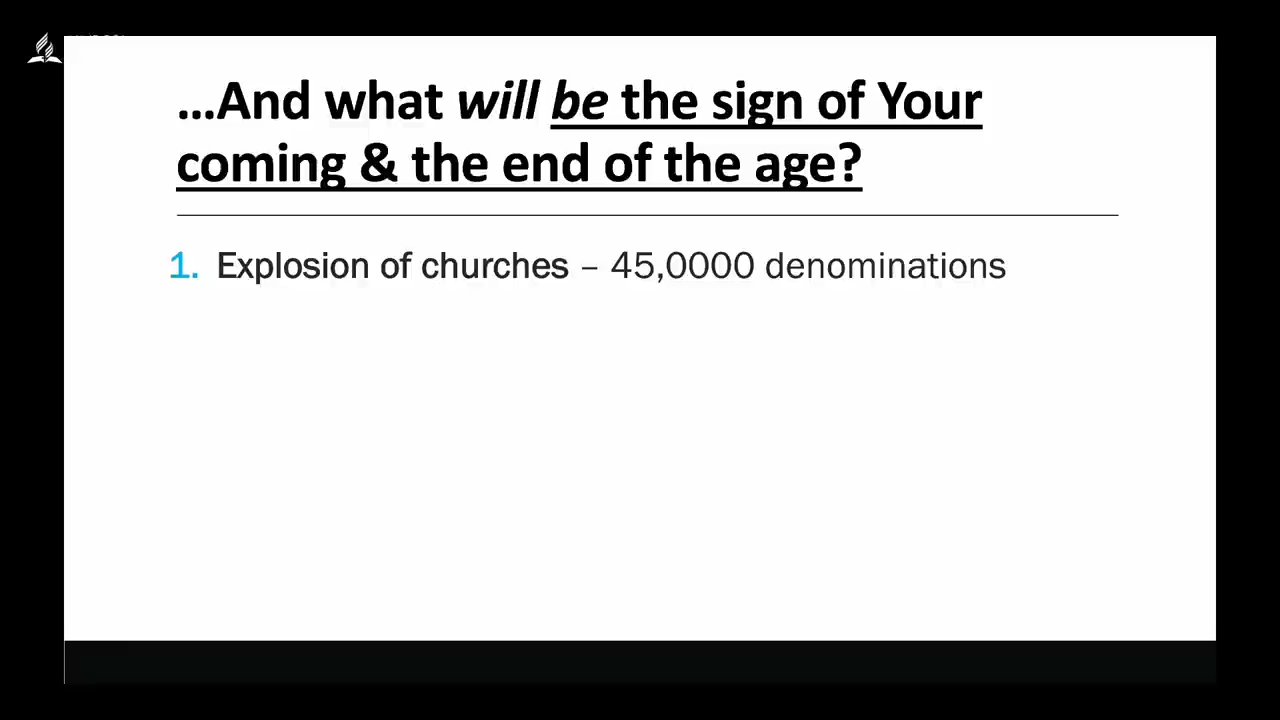 ...And what will be the sign of Your
coming & the end of the age?
1. Explosion of churches – 45,0000 denominations